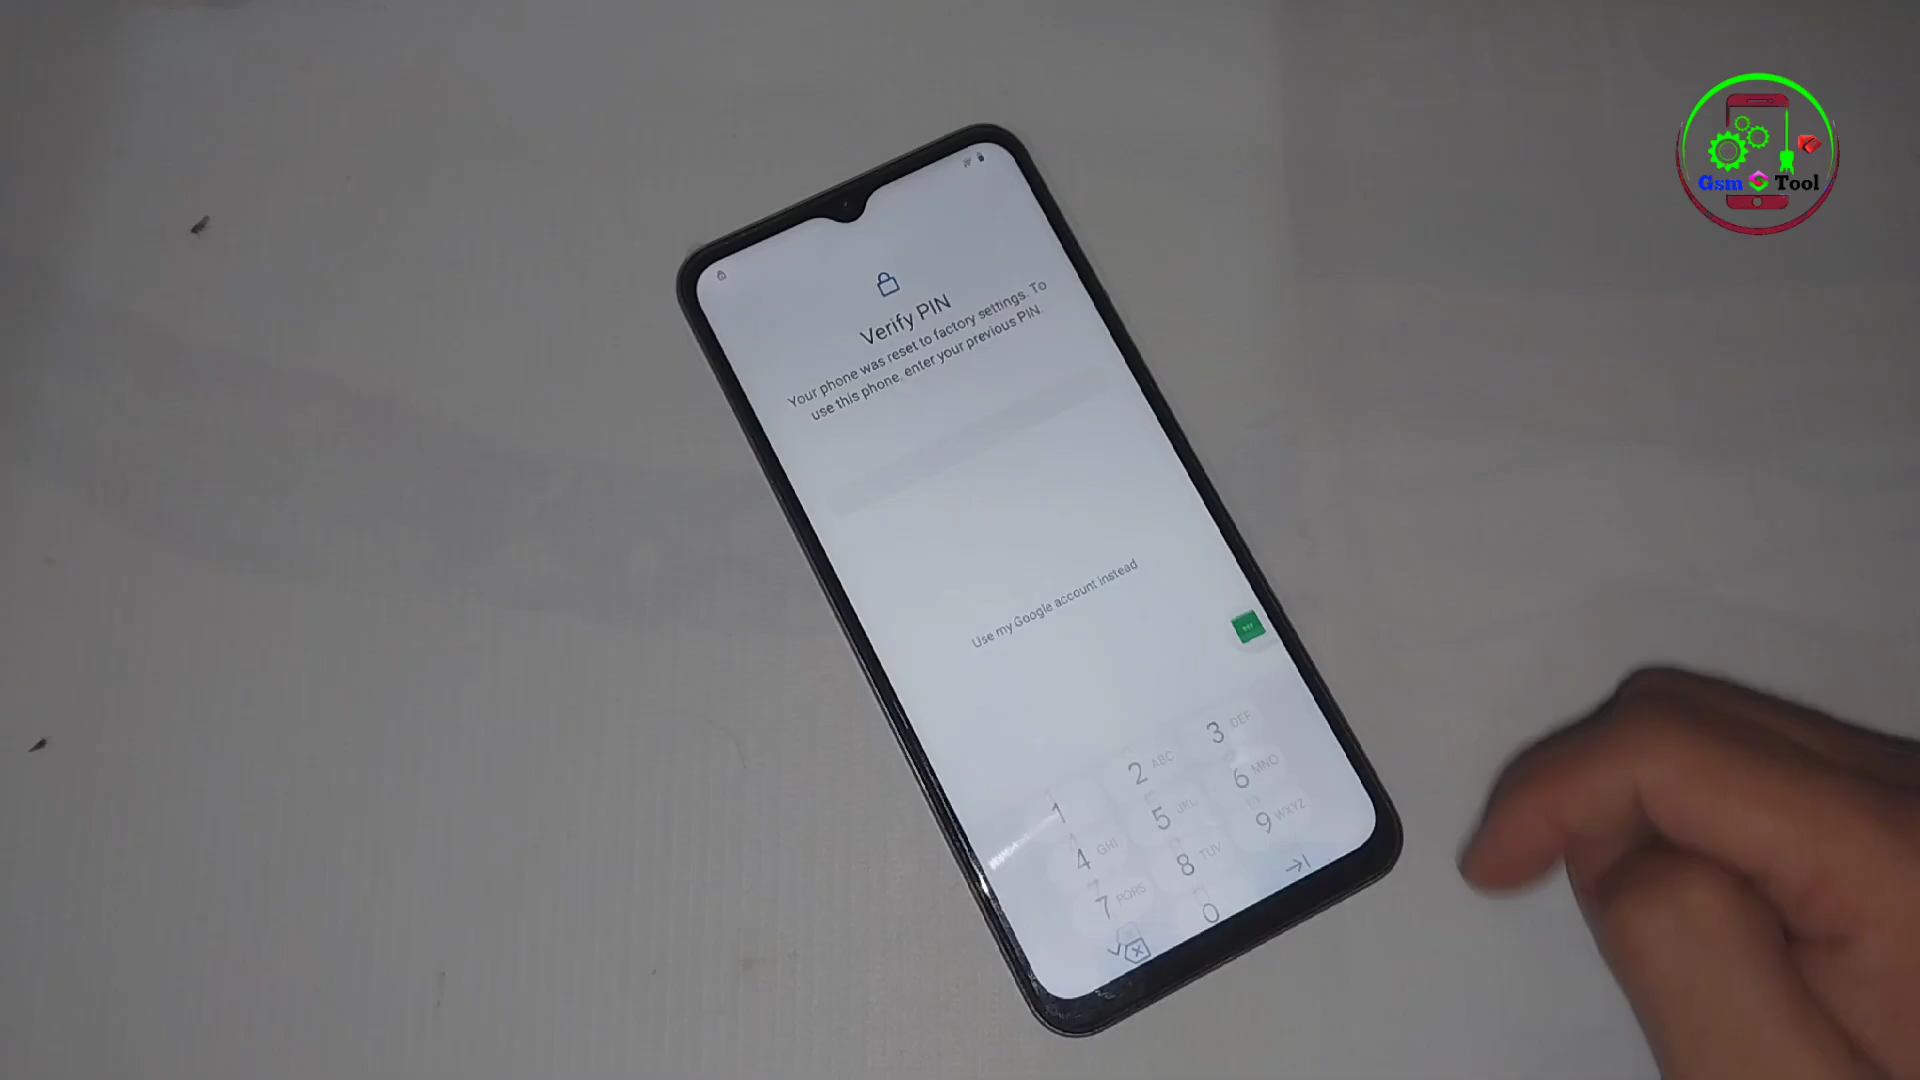 Gsm Tool
Verify PIN
Your phone was reset to factory settings. To
use this phone, enter your previous PIN.
Use my Google account instead
1
2 ABC
3 DEF
4 GHI
5 JKL
6 MNO
7 PQRS
8 TUV
9 WXYZ
0